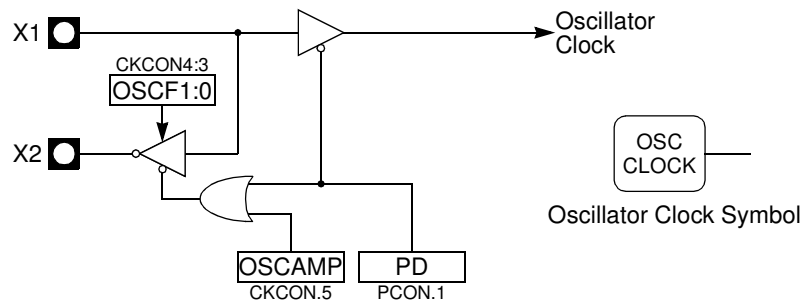 X1
Oscillator
Clock
CKCON4:3
OSCF1:0
X2
OSC
CLOCK
Oscillator Clock Symbol
OSCAMP
PD
CKCON.5
PCON.1